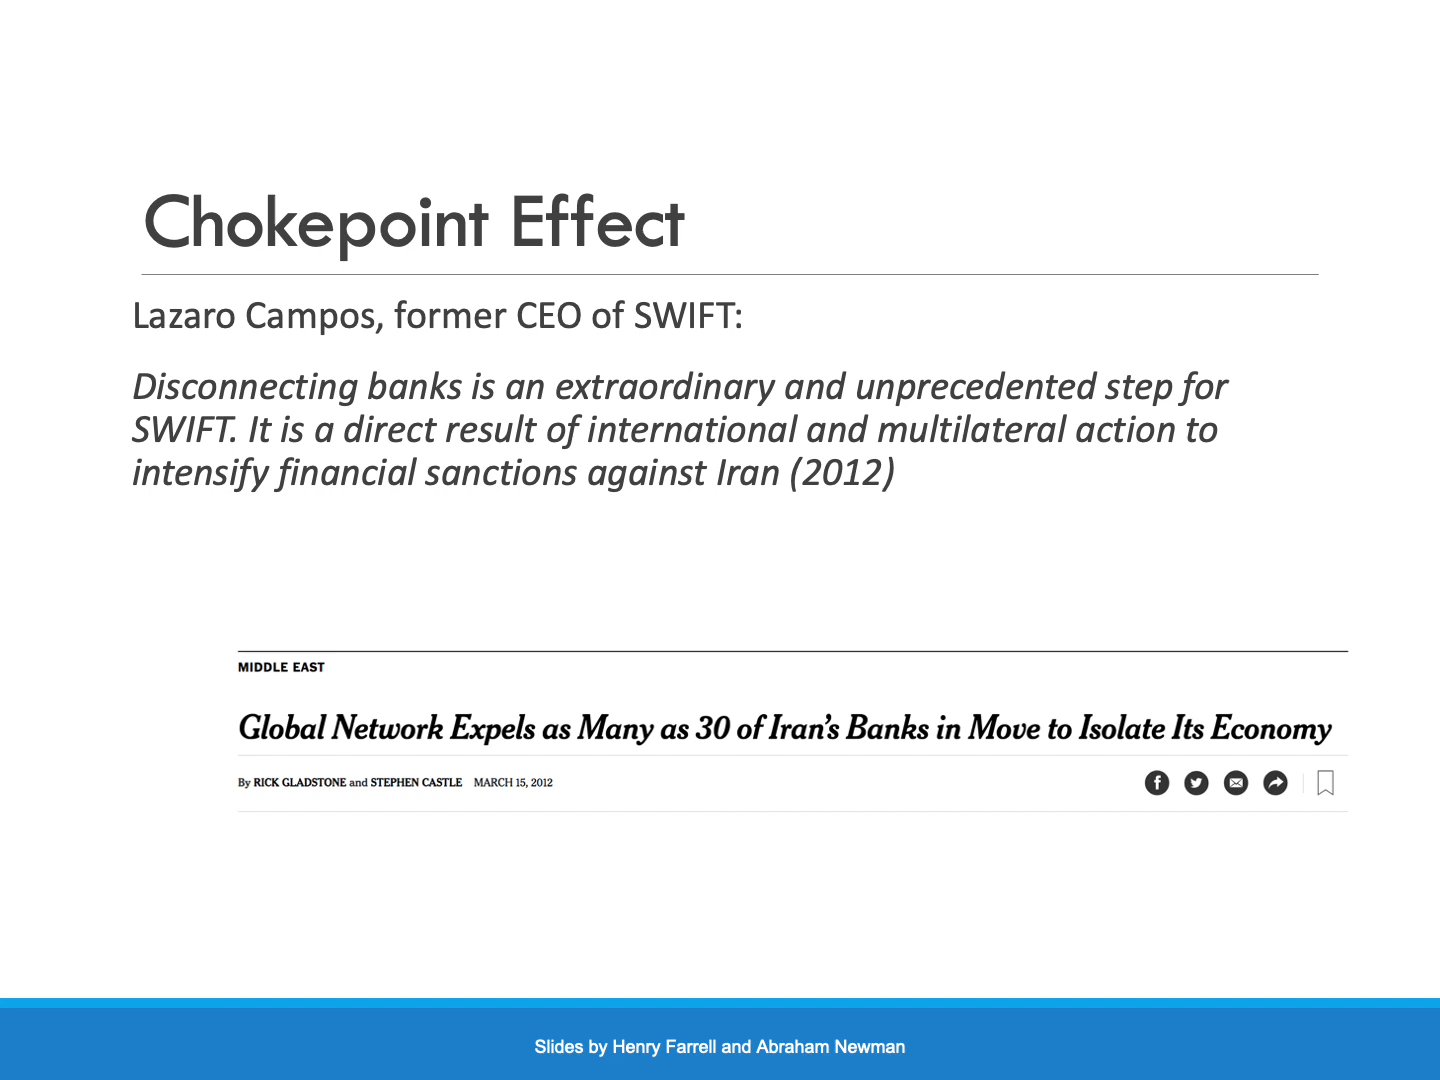 Chokepoint Effect
Lazaro Campos, former CEO of SWIFT:
Disconnecting banks is an extraordinary and unprecedented step for
SWIFT. It is a direct result of international and multilateral action to
intensify financial sanctions against Iran (2012)
MIDDLE EAST
Global Network Expels as Many as 30 of Iran’s Banks in Move to Isolate Its Economy
By RICK GLADSTONE and STEPHEN CASTLE MARCH 15, 2012
Slides by Henry Farrell and Abraham Newman